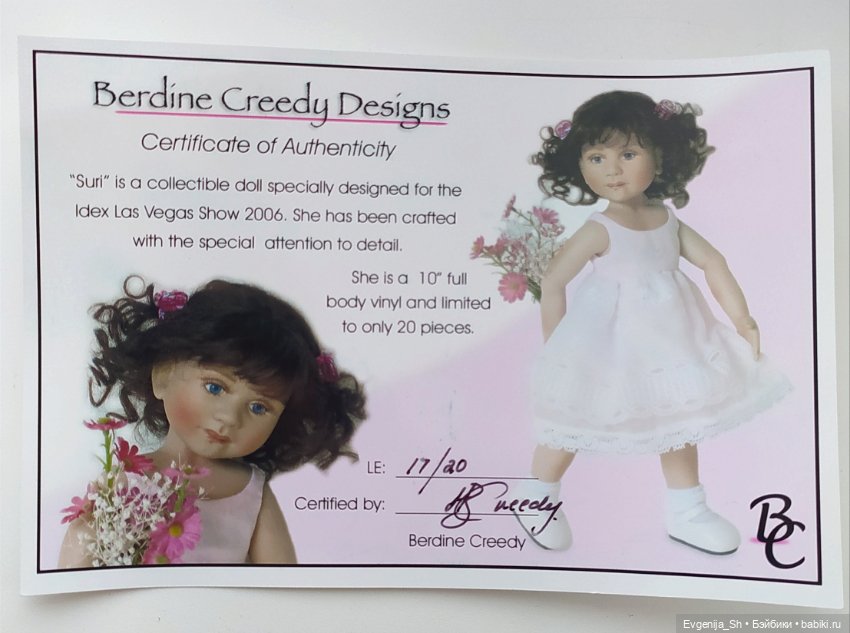 Berdine Creedy Designs
Certificate of Authenticity
"Suri" is a collectible doll specially designed for the
Idex Las Vegas Show 2006. She has been crafted
with the special attention to detail.
She is a 10" full
body vinyl and limited
to only 20 pieces.
LE: 17/20
Certified by: B Creedy
Berdine Creedy
BC
Evgenija_Sh • Бэйбики • babiki.ru